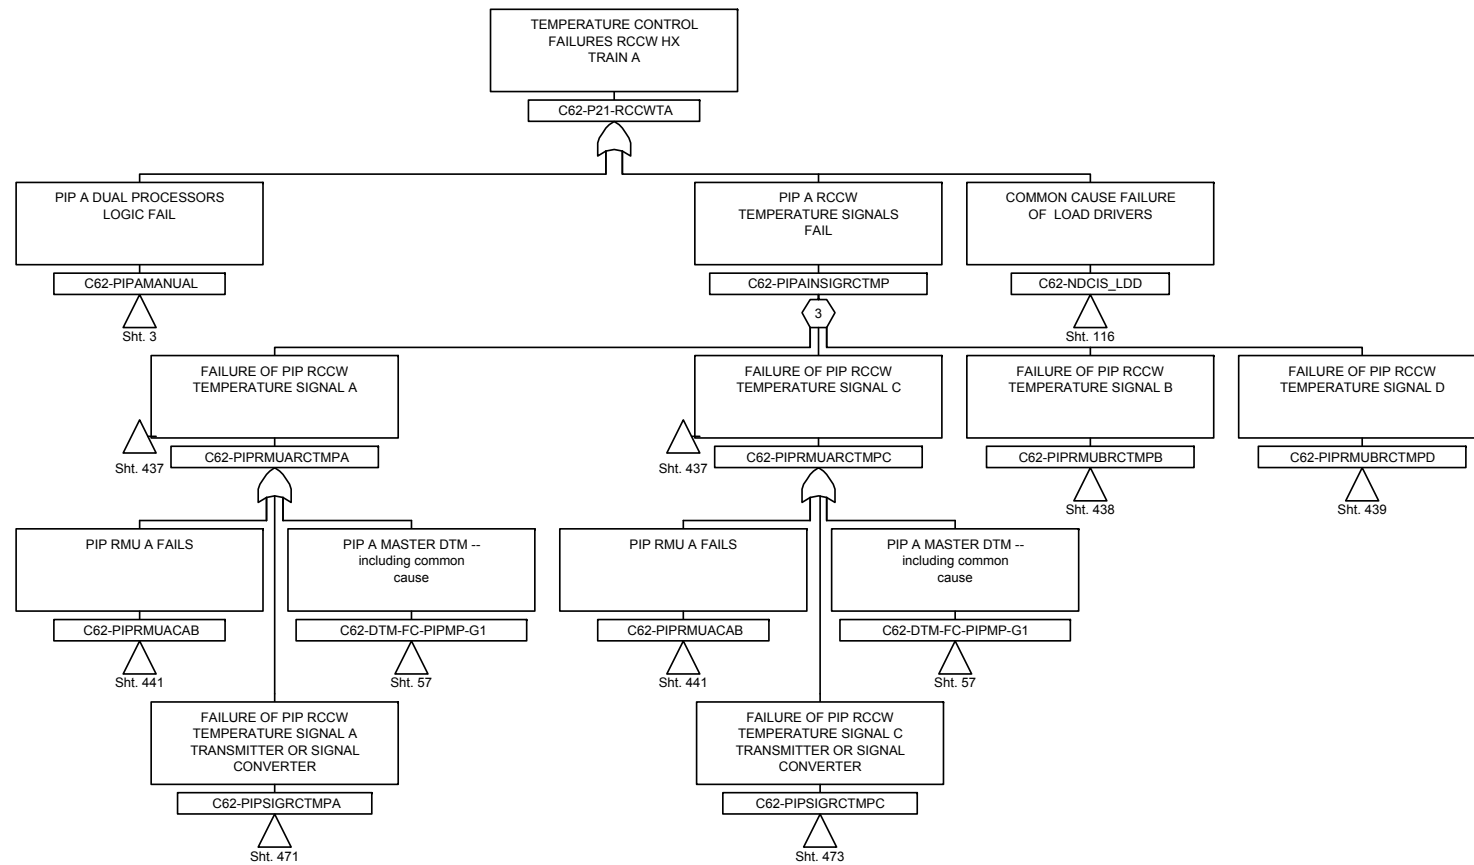 TEMPERATURE CONTROL
FAILURES RCCW HX
TRAIN A
C62-P21-RCCWTA
PIP A DUAL PROCESSORS
LOGIC FAIL
C62-PIPAMANUAL
Sht. 3
PIP A RCCW
TEMPERATURE SIGNALS
FAIL
C62-PIPAINSIGRCTMP
3
COMMON CAUSE FAILURE
OF LOAD DRIVERS
C62-NDCIS_LDD
Sht. 116
FAILURE OF PIP RCCW
TEMPERATURE SIGNAL A
Sht. 437
C62-PIPRMUARCTMPA
FAILURE OF PIP RCCW
TEMPERATURE SIGNAL C
Sht. 437
C62-PIPRMUARCTMPC
FAILURE OF PIP RCCW
TEMPERATURE SIGNAL B
C62-PIPRMUBRCTMPB
Sht. 438
FAILURE OF PIP RCCW
TEMPERATURE SIGNAL D
C62-PIPRMUBRCTMPD
Sht. 439
PIP RMU A FAILS
C62-PIPRMUACAB
Sht. 441
PIP A MASTER DTM --
including common
cause
C62-DTM-FC-PIPMP-G1
Sht. 57
PIP RMU A FAILS
C62-PIPRMUACAB
Sht. 441
PIP A MASTER DTM --
including common
cause
C62-DTM-FC-PIPMP-G1
Sht. 57
FAILURE OF PIP RCCW
TEMPERATURE SIGNAL A
TRANSMITTER OR SIGNAL
CONVERTER
C62-PIPSIGRCTMPA
Sht. 471
FAILURE OF PIP RCCW
TEMPERATURE SIGNAL C
TRANSMITTER OR SIGNAL
CONVERTER
C62-PIPSIGRCTMPC
Sht. 473